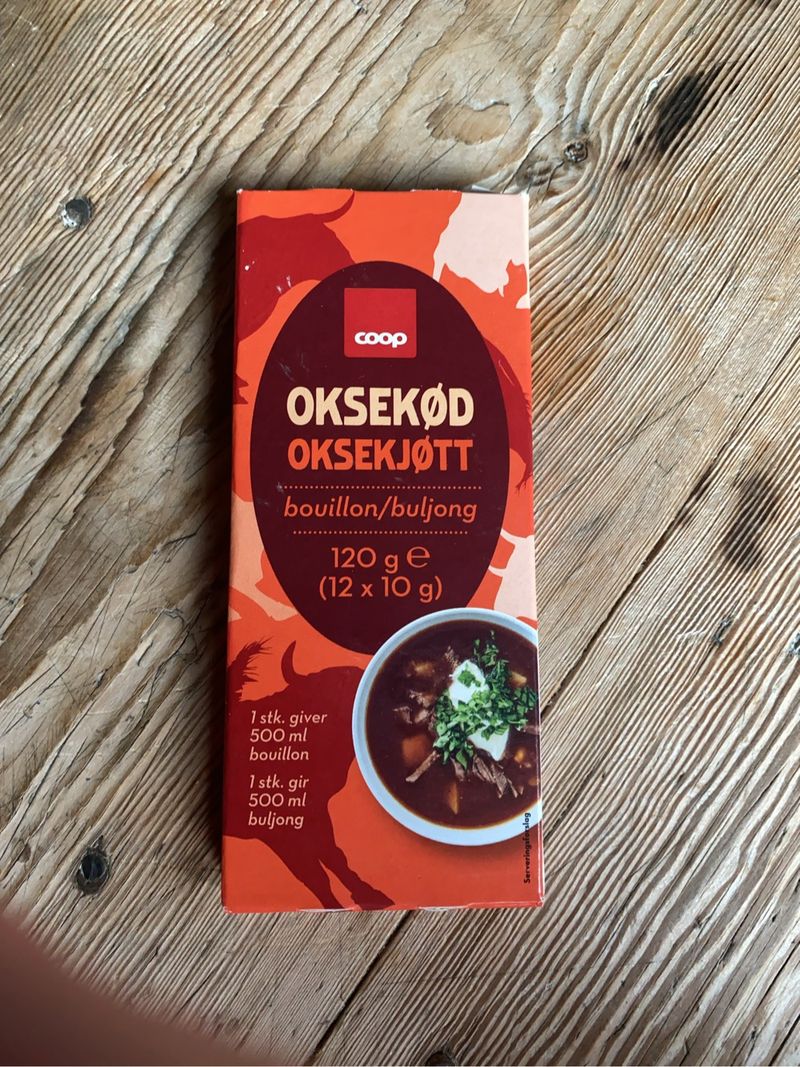 coop
OKSEKØD
OKSEKJØTT
bouillon/buljong
120 g ℮
(12 x 10 g)
1 stk. giver
500 ml
bouillon
1 stk. gir
500 ml
buljong
Serveringsforslag